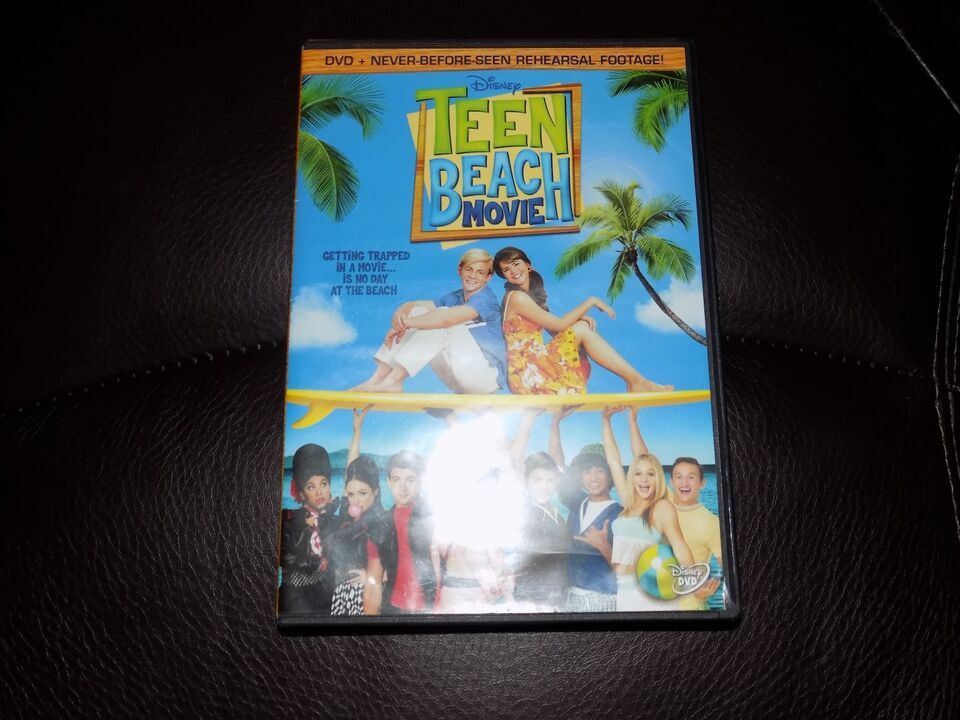 DVD + NEVER-BEFORE-SEEN REHEARSAL FOOTAGE!
Disney
TEEN
BEACH
MOVIE
GETTING TRAPPED
IN A MOVIE...
IS NO DAY
AT THE BEACH
Disney
DVD